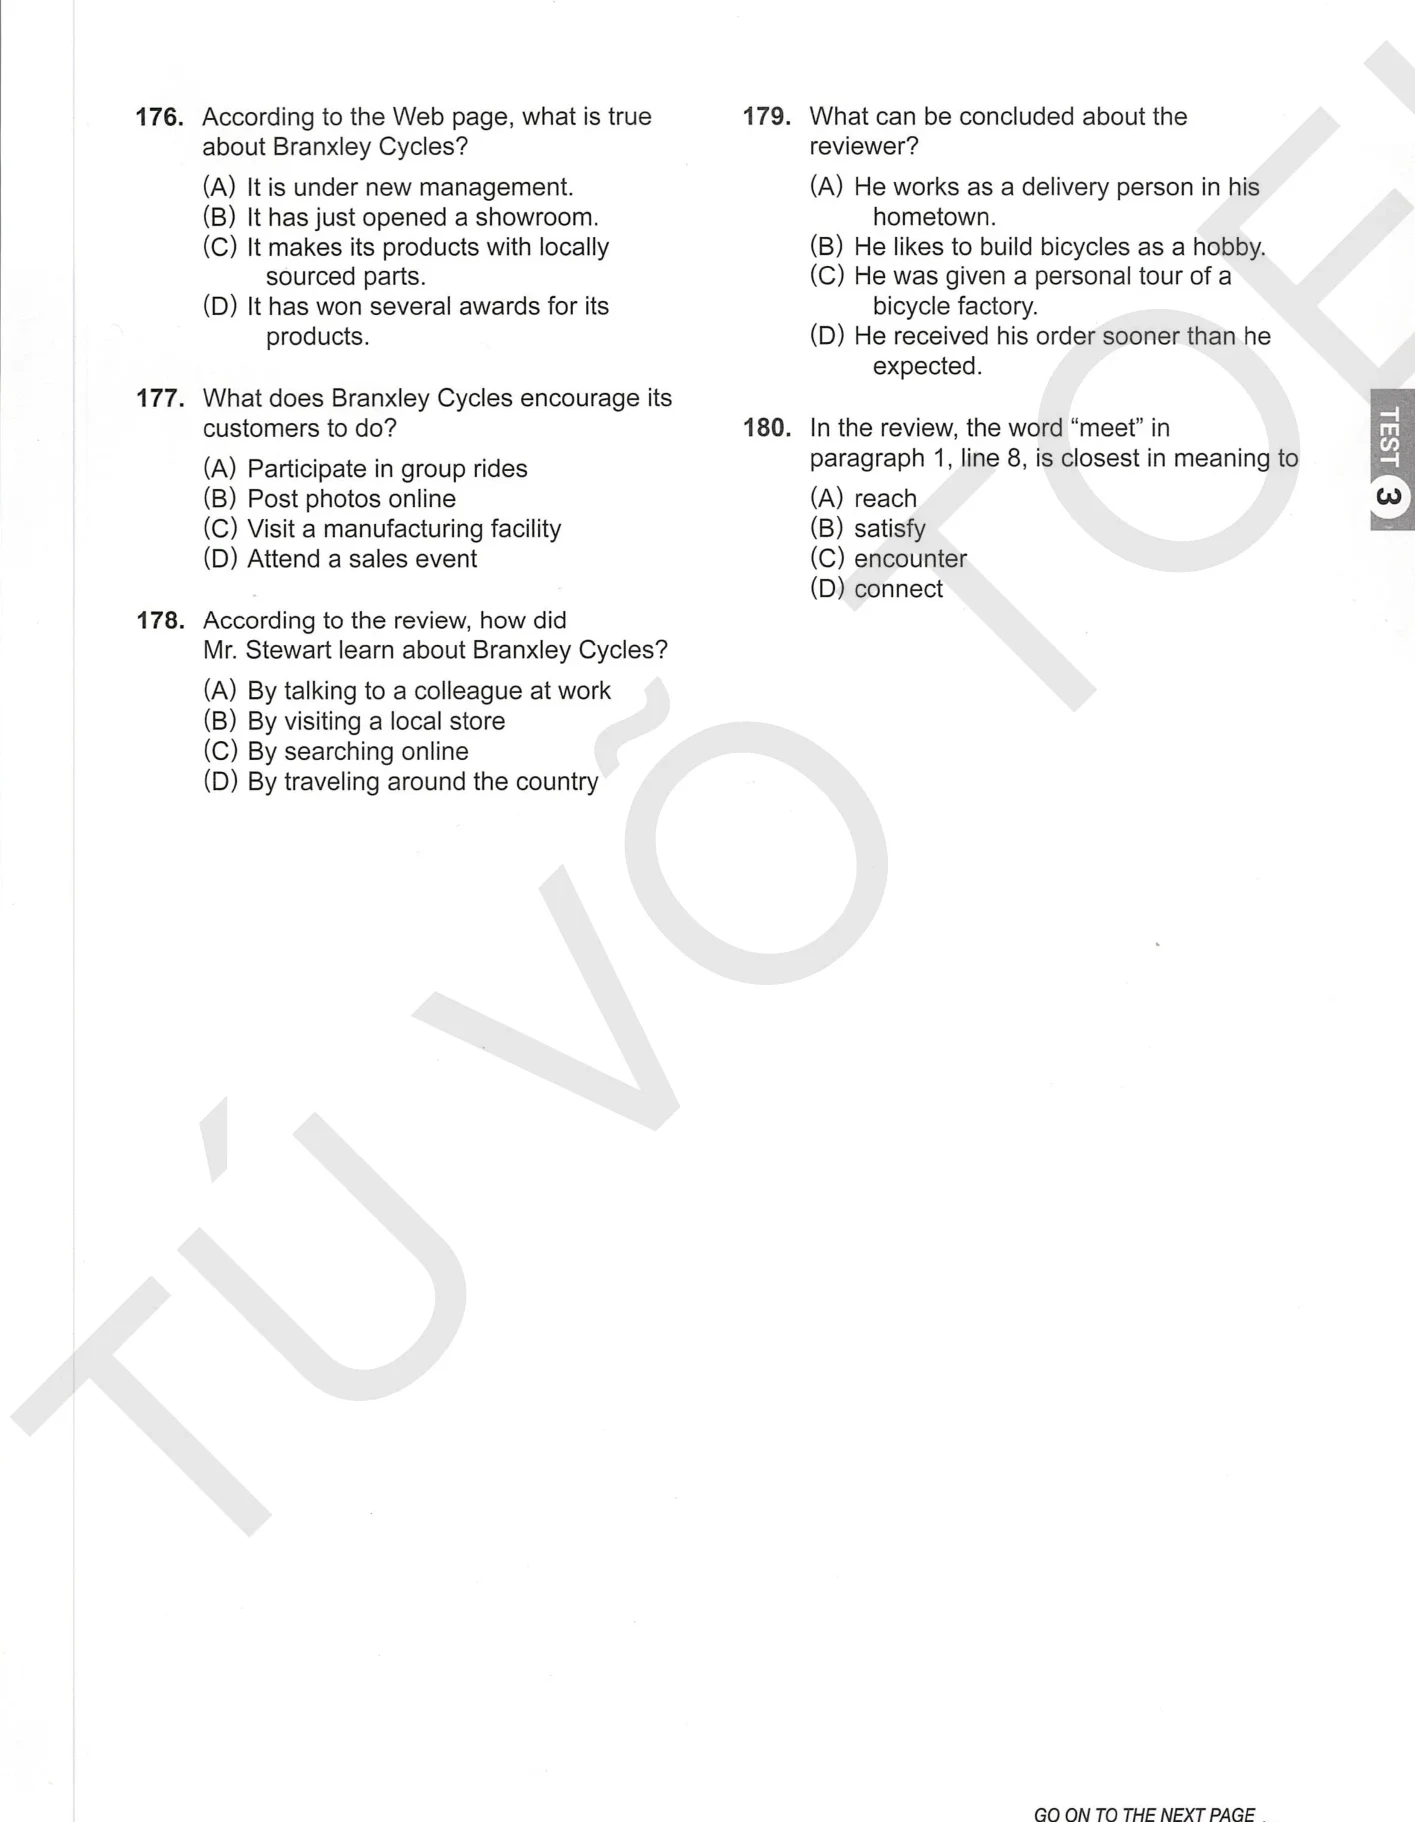 176. According to the Web page, what is true
about Branxley Cycles?
(A) It is under new management.
(B) It has just opened a showroom.
(C) It makes its products with locally
sourced parts.
(D) It has won several awards for its
products.
177. What does Branxley Cycles encourage its
customers to do?
(A) Participate in group rides
(B) Post photos online
(C) Visit a manufacturing facility
(D) Attend a sales event
178. According to the review, how did
Mr. Stewart learn about Branxley Cycles?
(A) By talking to a colleague at work
(B) By visiting a local store
(C) By searching online
(D) By traveling around the country
179. What can be concluded about the
reviewer?
(A) He works as a delivery person in his
hometown.
(B) He likes to build bicycles as a hobby.
(C) He was given a personal tour of a
bicycle factory.
(D) He received his order sooner than he
expected.
180. In the review, the word “meet” in
paragraph 1, line 8, is closest in meaning to
(A) reach
(B) satisfy
(C) encounter
(D) connect
TEST 3
TÚ VÕ TOE
GO ON TO THE NEXT PAGE